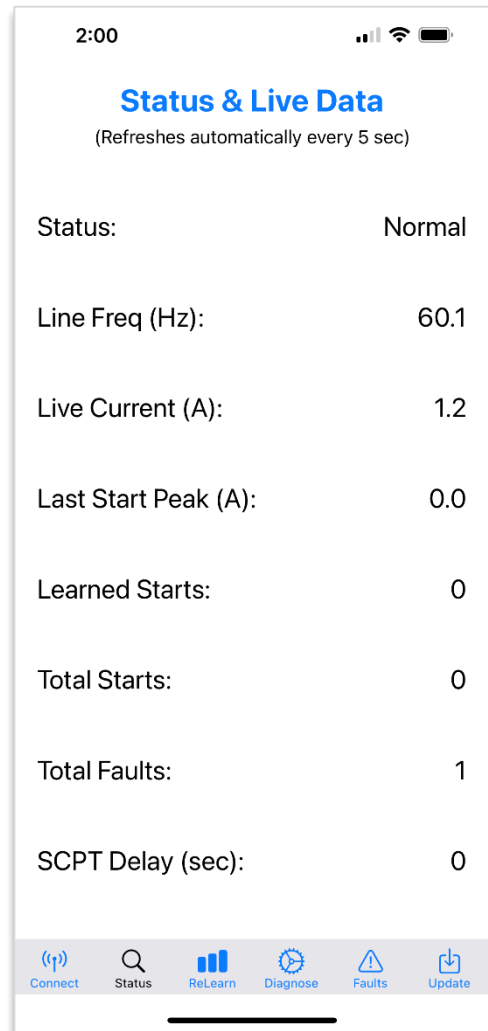 2:00
Status & Live Data
(Refreshes automatically every 5 sec)
Status: Normal
Line Freq (Hz): 60.1
Live Current (A): 1.2
Last Start Peak (A): 0.0
Learned Starts: 0
Total Starts: 0
Total Faults: 1
SCPT Delay (sec): 0
Connect Status ReLearn Diagnose Faults Update